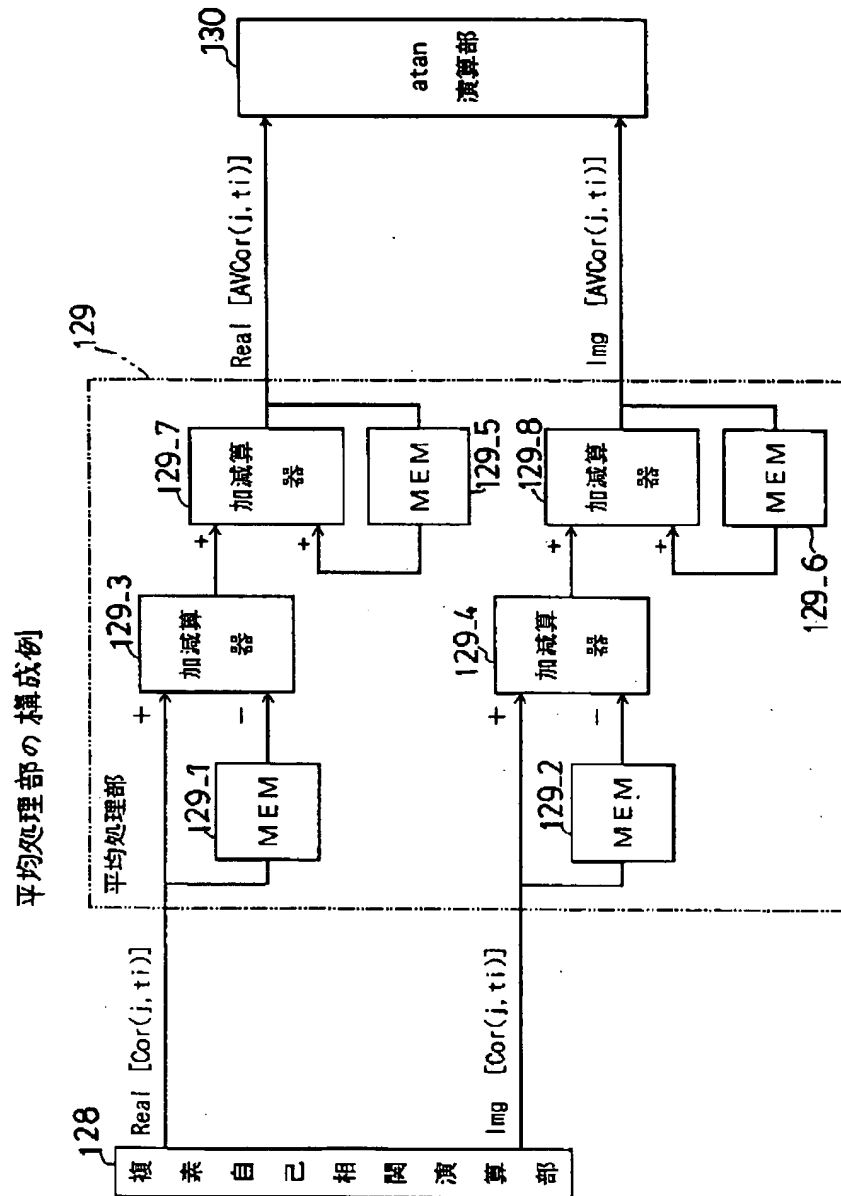 平均処理部の構成例
128
複素自己相関演算部
Real [Cor(j,ti)]
Img [Cor(j,ti)]
129
平均処理部
129_1
MEM
+
-
129_3
加減算
器
+
+
129_7
加減算
器
MEM
129_5
Real [AVCor(j,ti)]
129_2
MEM
+
-
129_4
加減算
器
+
+
129_8
加減算
器
MEM
129_6
Img [AVCor(j,ti)]
130
atan
演算部